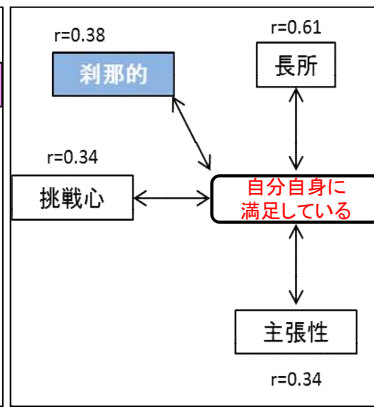 r=0.38
刹那的
r=0.61
長所
r=0.34
挑戦心
自分自身に
満足している
主張性
r=0.34